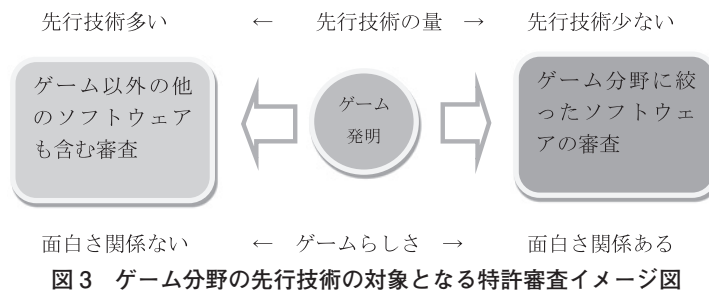 先行技術多い ← 先行技術の量 → 先行技術少ない
ゲーム以外の他
のソフトウェア
も含む審査
ゲーム
発明
ゲーム分野に絞
ったソフトウェ
アの審査
面白さ関係ない ← ゲームらしさ → 面白さ関係ある
図3 ゲーム分野の先行技術の対象となる特許審査イメージ図